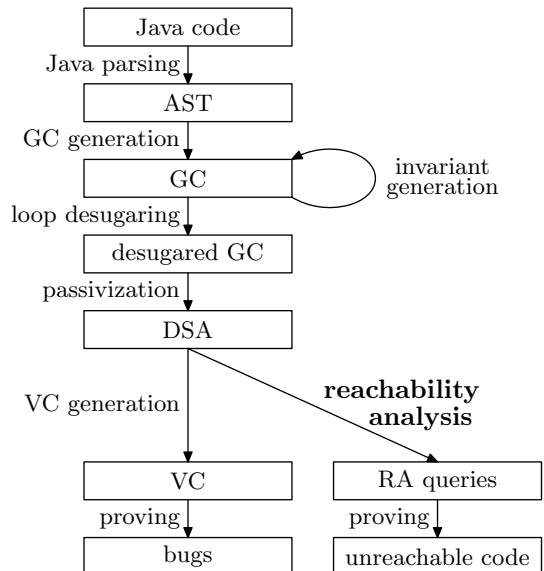 Java code
Java parsing
AST
GC generation
GC
invariant
generation
loop desugaring
desugared GC
passivization
DSA
VC generation
reachability
analysis
VC
RA queries
proving
proving
bugs
unreachable code